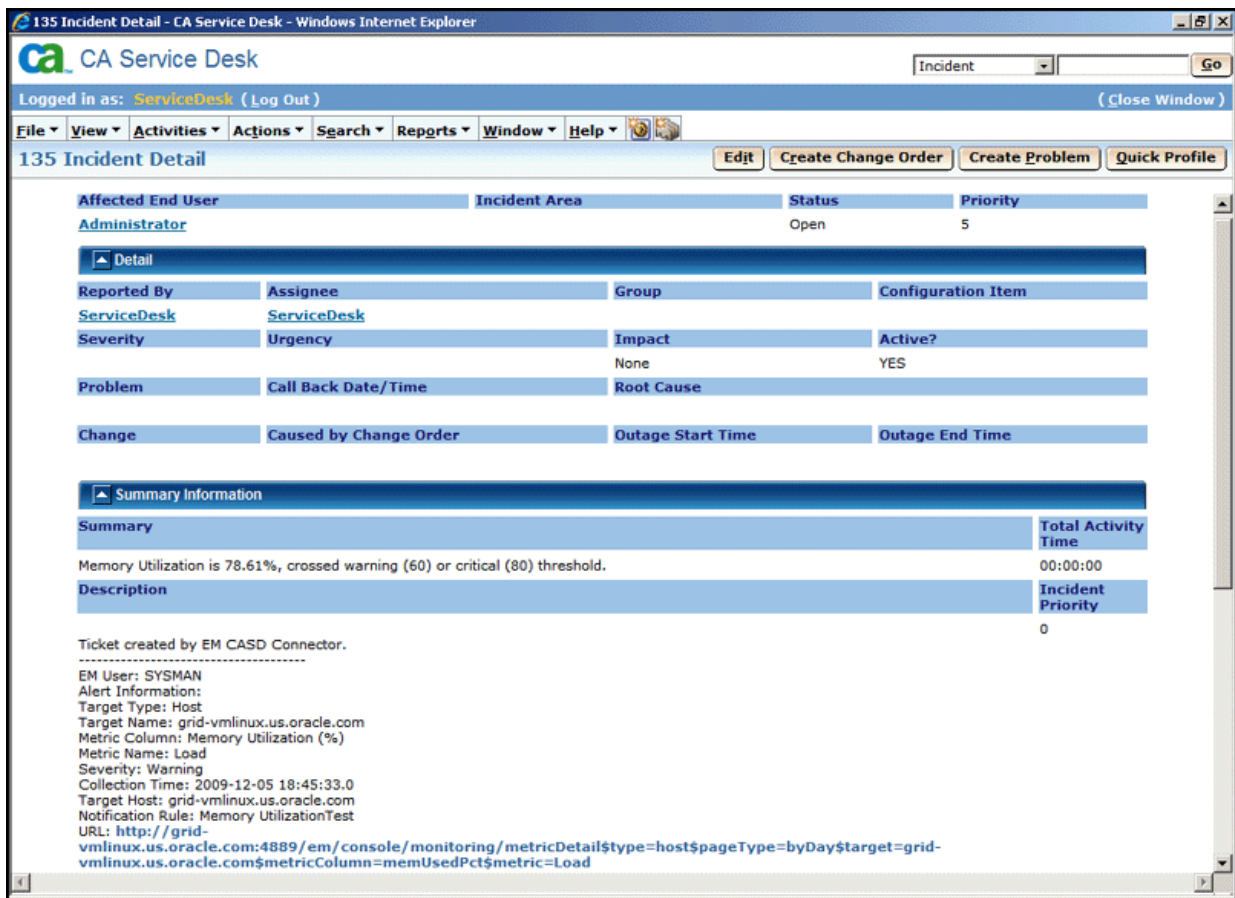 135 Incident Detail - CA Service Desk - Windows Internet Explorer
ca CA Service Desk
Incident Go
Logged in as: ServiceDesk ( Log Out ) ( Close Window )
File View Activities Actions Search Reports Window Help
135 Incident Detail Edit Create Change Order Create Problem Quick Profile
Affected End User Incident Area Status Priority
Administrator Open 5
Detail
Reported By Assignee Group Configuration Item
ServiceDesk ServiceDesk
Severity Urgency Impact Active?
None YES
Problem Call Back Date/Time Root Cause
Change Caused by Change Order Outage Start Time Outage End Time
Summary Information
Summary Total Activity Time
Memory Utilization is 78.61%, crossed warning (60) or critical (80) threshold. 00:00:00
Description Incident Priority
0
Ticket created by EM CASD Connector.
--------------------------------------
EM User: SYSMAN
Alert Information:
Target Type: Host
Target Name: grid-vmlinux.us.oracle.com
Metric Column: Memory Utilization (%)
Metric Name: Load
Severity: Warning
Collection Time: 2009-12-05 18:45:33.0
Target Host: grid-vmlinux.us.oracle.com
Notification Rule: Memory UtilizationTest
URL: http://grid-
vmlinux.us.oracle.com:4889/em/console/monitoring/metricDetail$type=host$pageType=byDay$target=grid-
vmlinux.us.oracle.com$metricColumn=memUsedPct$metric=Load